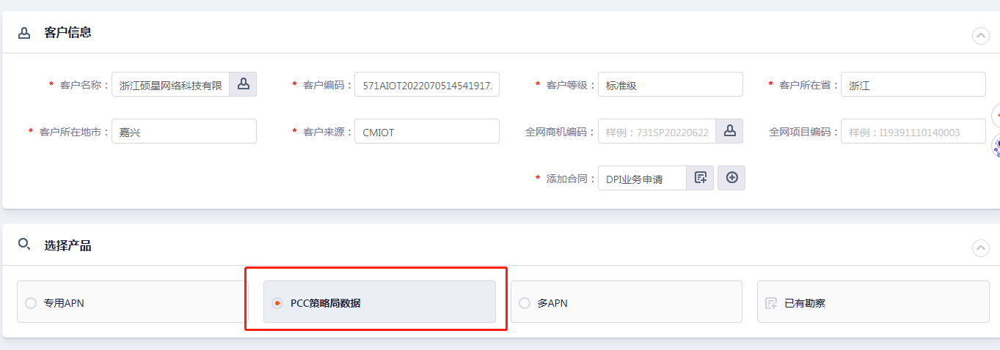 客户信息
* 客户名称： 浙江硕星网络科技有限 * 客户编码： 571AIOT2022070514541917. * 客户等级： 标准级 * 客户所在省： 浙江
* 客户所在地市： 嘉兴 * 客户来源： CMIOT 全网商机编码： 样例：731SP20220622 全网项目编码： 样例：I19391110140003
* 添加合同： DPI业务申请
选择产品
专用APN PCC策略局数据 多APN 已有勘察